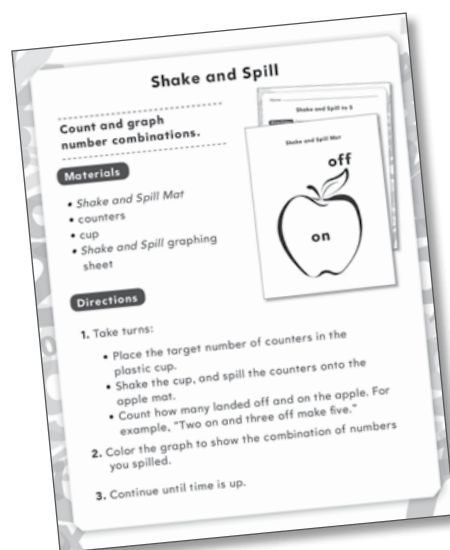 Shake and Spill
Count and graph
number combinations.
Materials
• Shake and Spill Mat
• counters
• cup
• Shake and Spill graphing
sheet
Shake and Spill to 5
Shake and Spill Mat
off
on
Directions
1. Take turns:
• Place the target number of counters in the
plastic cup.
• Shake the cup, and spill the counters onto the
apple mat.
• Count how many landed off and on the apple. For
example, "Two on and three off make five."
2. Color the graph to show the combination of numbers
you spilled.
3. Continue until time is up.